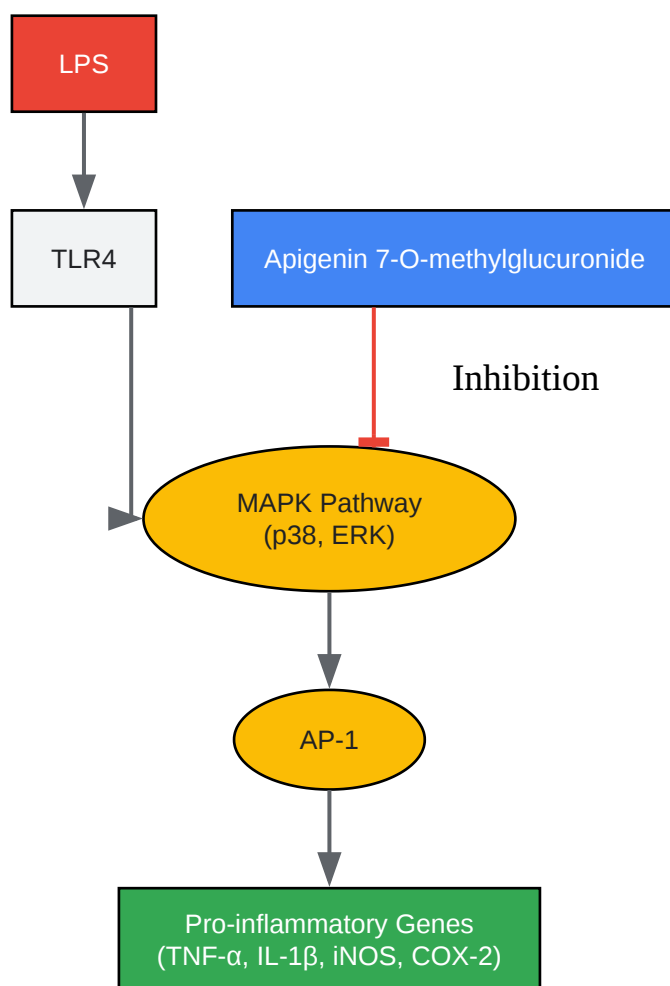 LPS
TLR4
Apigenin 7-O-methylglucuronide
Inhibition
MAPK Pathway
(p38, ERK)
AP-1
Pro-inflammatory Genes
(TNF-α, IL-1β, iNOS, COX-2)